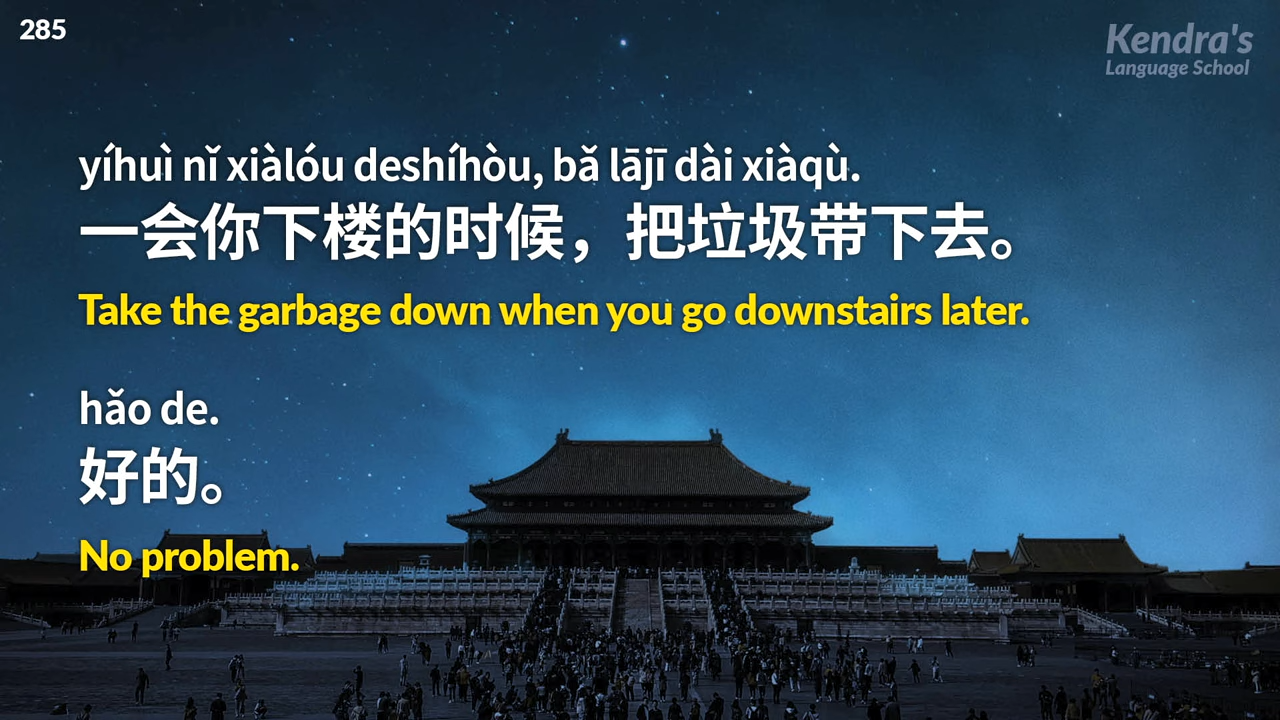 285
Kendra's
Language School
yíhuì nǐ xiàlóu deshíhòu, bǎ lājī dài xiàqù.
一会你下楼的时候，把垃圾带下去。
Take the garbage down when you go downstairs later.
hǎo de.
好的。
No problem.